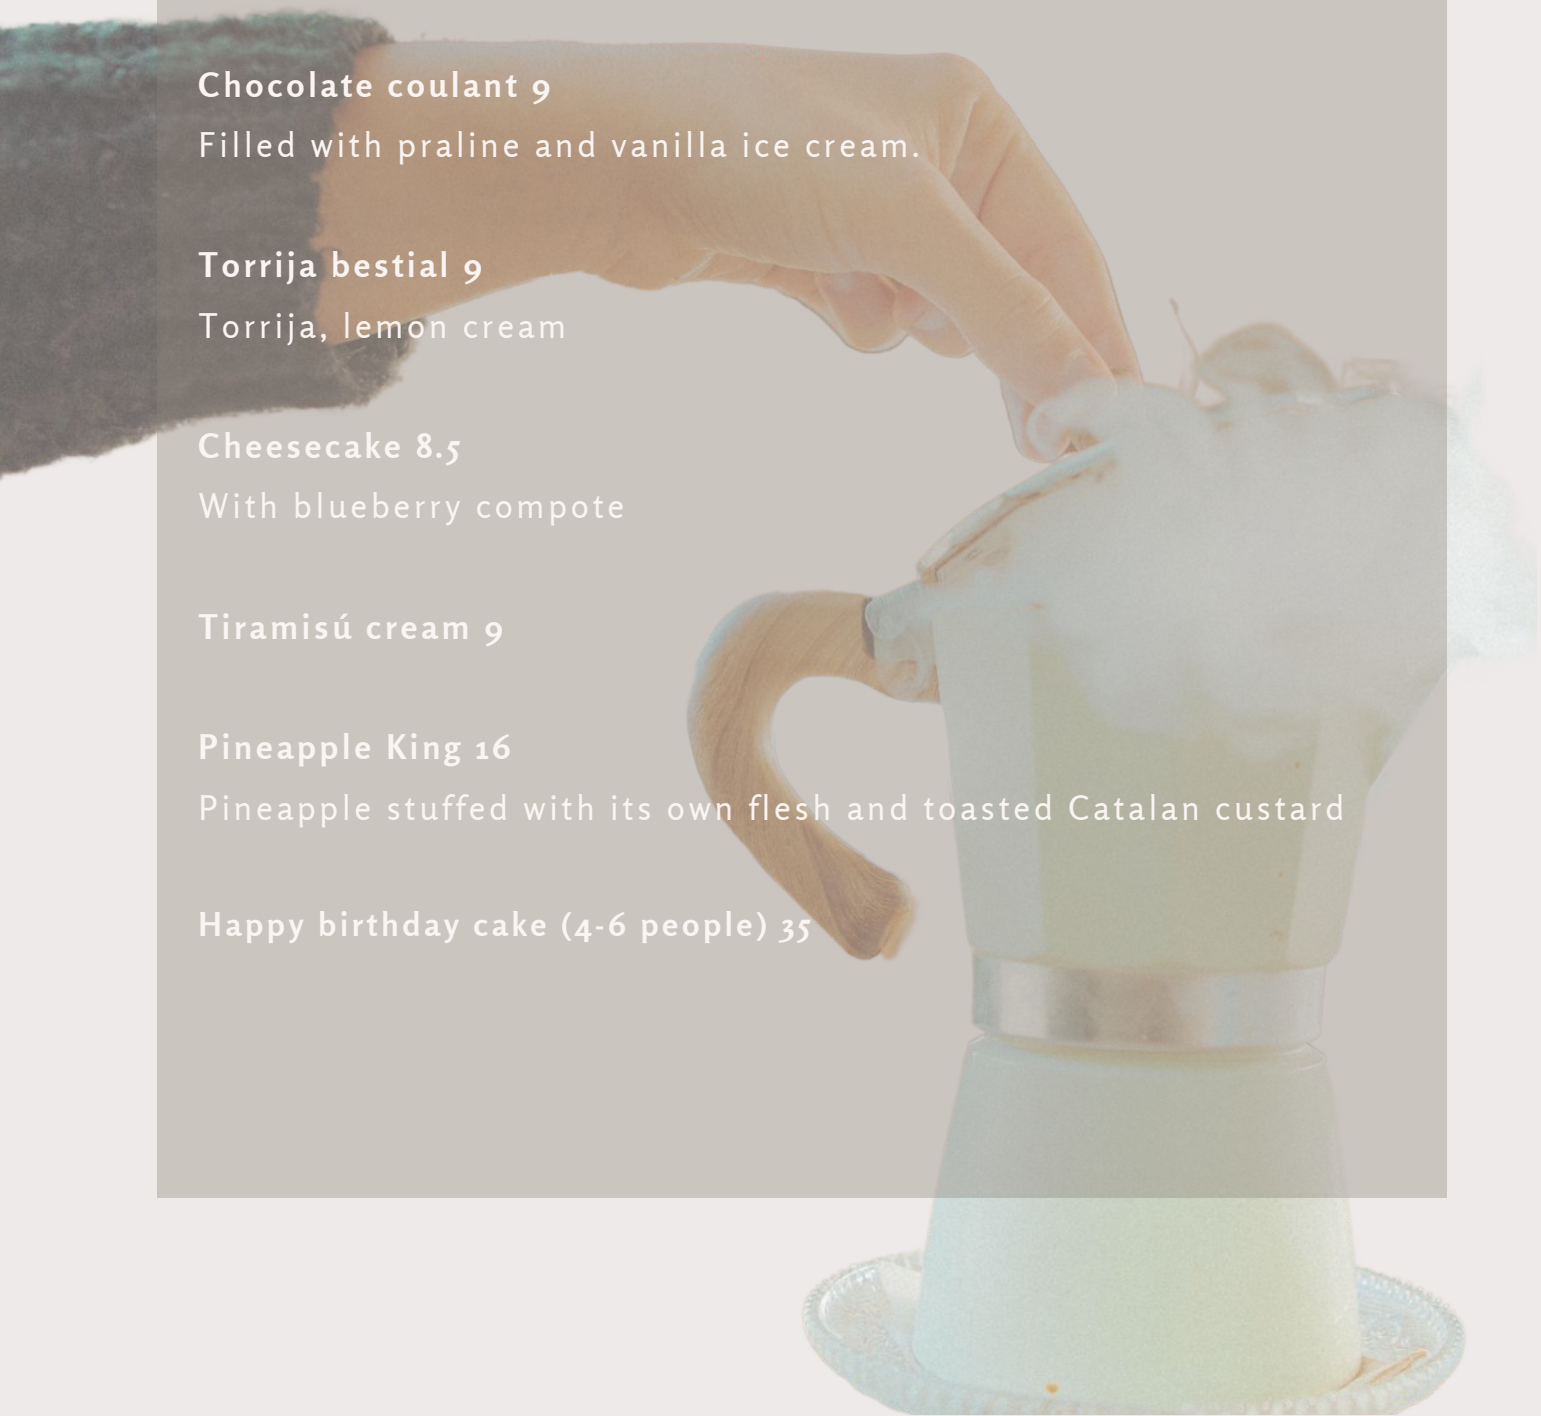 Chocolate coulant 9
Filled with praline and vanilla ice cream.
Torrija bestial 9
Torrija, lemon cream
Cheesecake 8.5
With blueberry compote
Tiramisú cream 9
Pineapple King 16
Pineapple stuffed with its own flesh and toasted Catalan custard
Happy birthday cake (4-6 people) 35